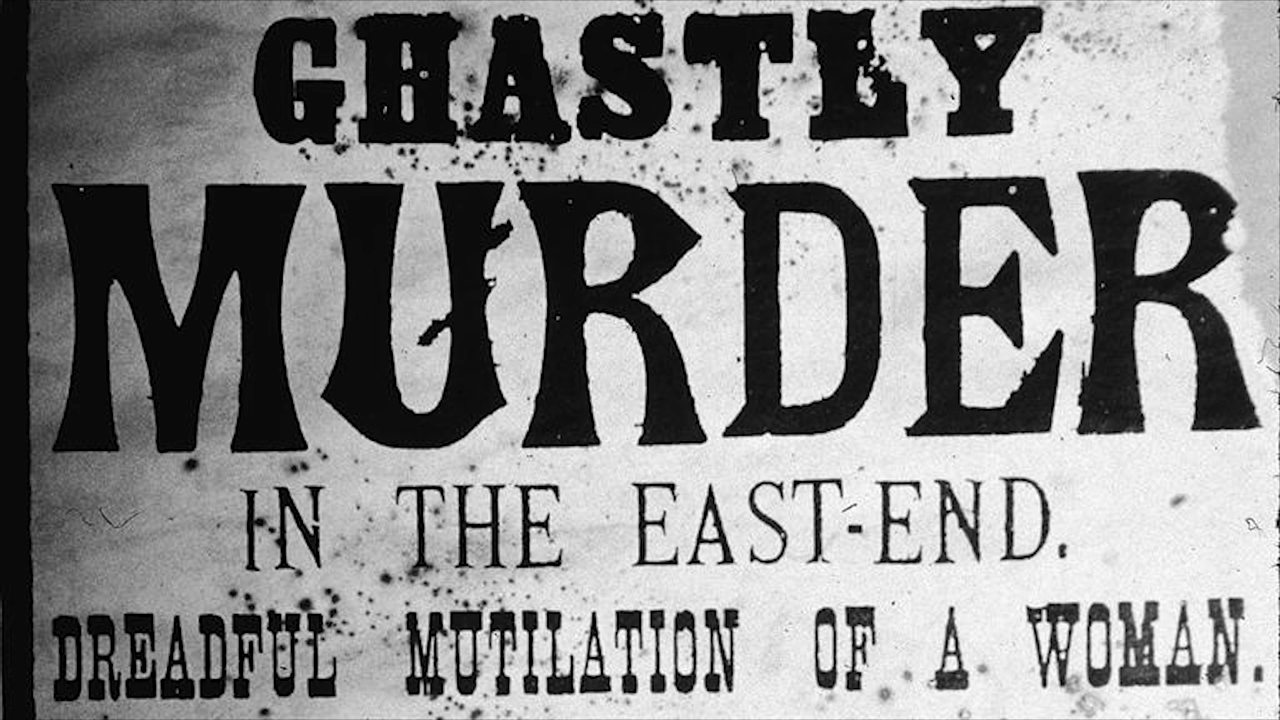 GHASTLY
MURDER
IN THE EAST-END.
DREADFUL MUTILATION OF A WOMAN.